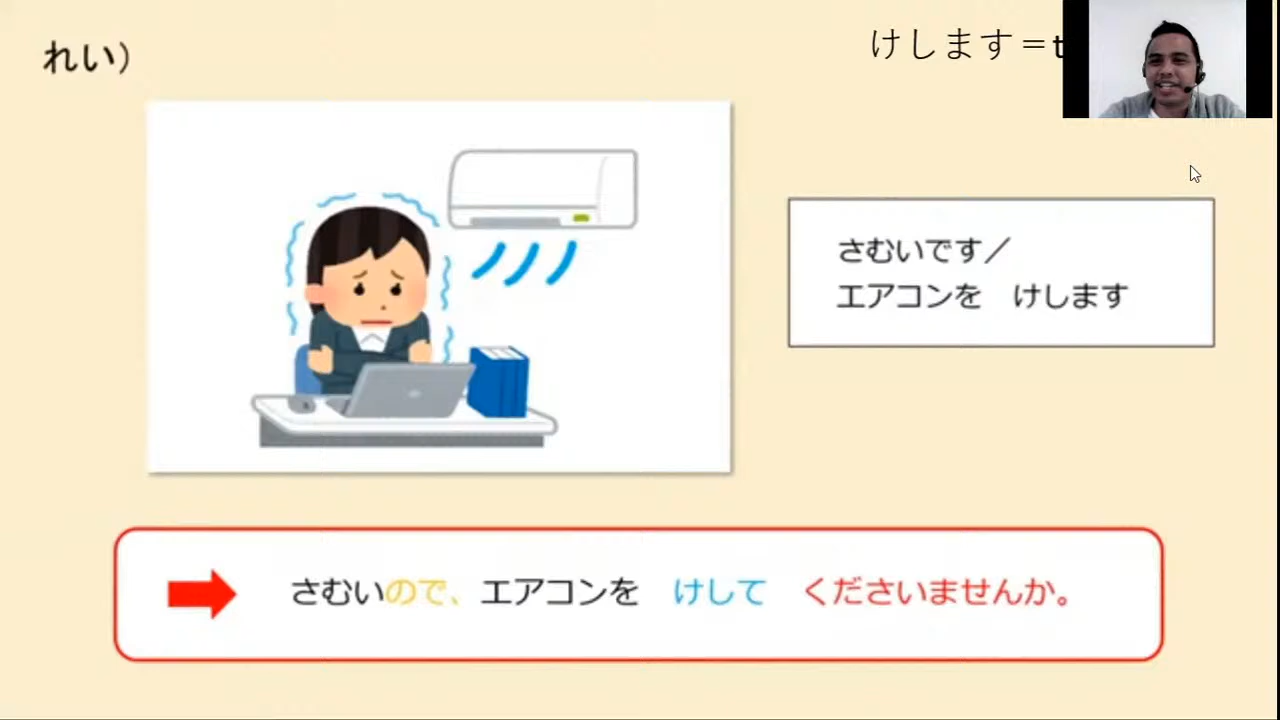 れい）
けします＝t
さむいです／
エアコンを　けします
さむいので、エアコンを　けして　くださいませんか。